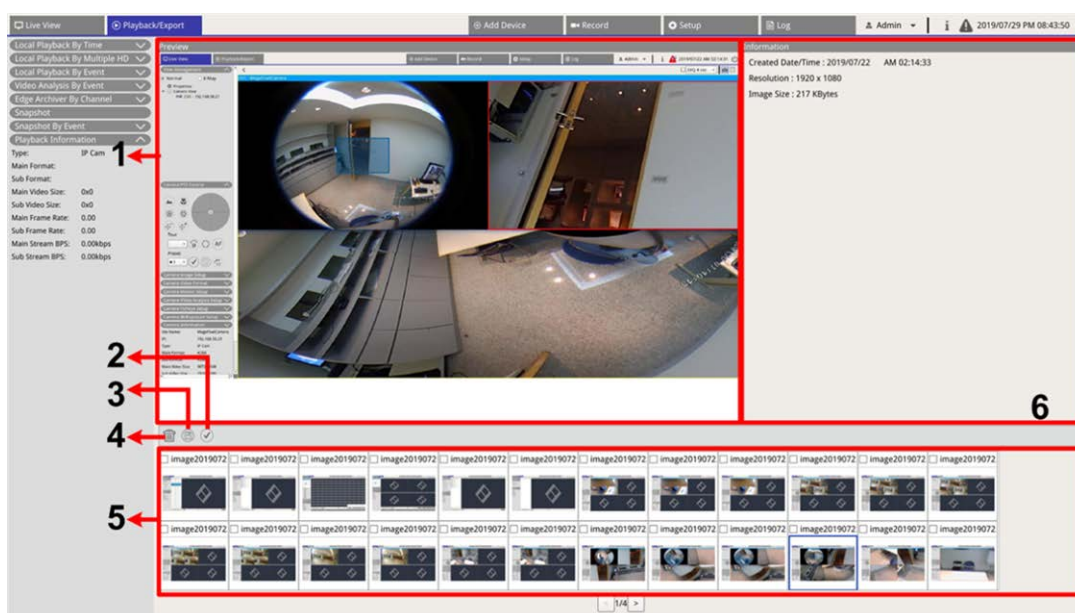 Live View
Playback/Export
Add Device
Record
Setup
Log
Admin
i
2019/07/29 PM 08:43:50
Local Playback By Time
Local Playback By Multiple HD
Local Playback By Event
Video Analysis By Event
Edge Archiver By Channel
Snapshot
Snapshot By Event
Playback Information
Type: IP Cam
Main Format:
Sub Format:
Main Video Size: 0x0
Sub Video Size: 0x0
Main Frame Rate: 0.00
Sub Frame Rate: 0.00
Main Stream BPS: 0.00kbps
Sub Stream BPS: 0.00kbps
Preview
Information
Created Date/Time : 2019/07/22 AM 02:14:33
Resolution : 1920 x 1080
Image Size : 217 KBytes
1
2
3
4
5
6
image2019072 image2019072 image2019072 image2019072 image2019072 image2019072 image2019072 image2019072 image2019072 image2019072 image2019072 image2019072
image2019072 image2019072 image2019072 image2019072 image2019072 image2019072 image2019072 image2019072 image2019072 image2019072 image2019072 image2019072
< 1/4 >